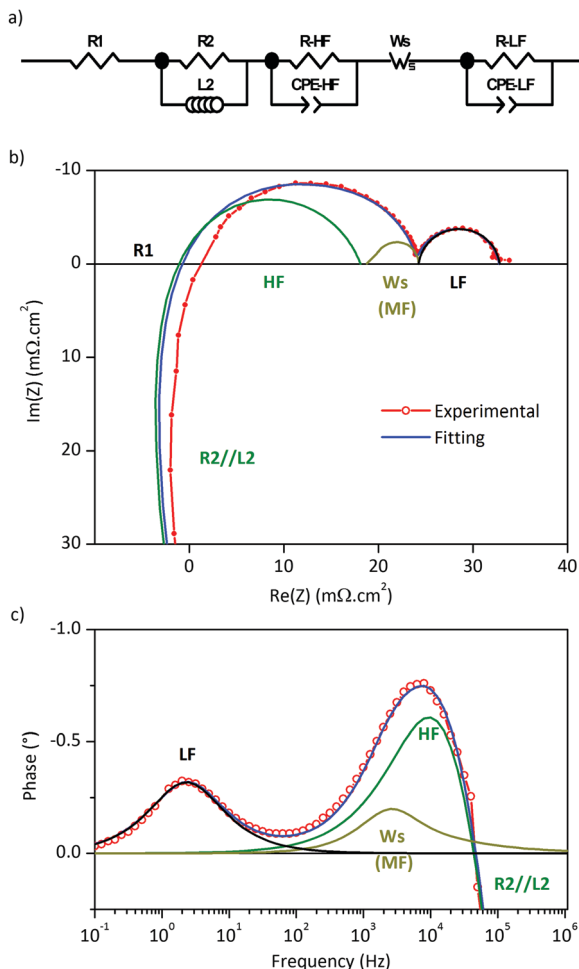 a)
R1
R2
L2
R-HF
CPE-HF
Ws
s
R-LF
CPE-LF
b)
-10
0
10
20
30
Im(Z) (mΩ.cm²)
R1
HF
Ws
(MF)
LF
R2//L2
Experimental
Fitting
0
10
20
30
40
Re(Z) (mΩ.cm²)
c)
-1.0
-0.5
0.0
Phase (°)
LF
HF
Ws
(MF)
R2//L2
10⁻¹
10⁰
10¹
10²
10³
10⁴
10⁵
10⁶
Frequency (Hz)